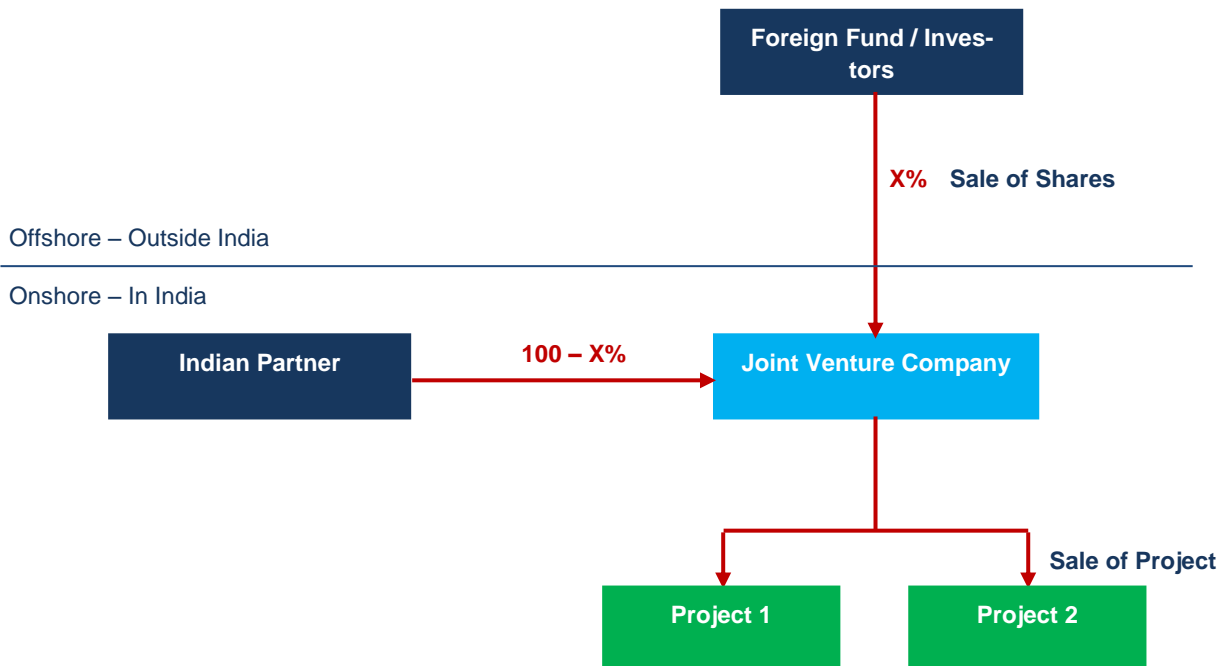 Foreign Fund / Inves-
tors
X% Sale of Shares
Offshore – Outside India
Onshore – In India
Indian Partner
100 – X%
Joint Venture Company
Sale of Project
Project 1
Project 2